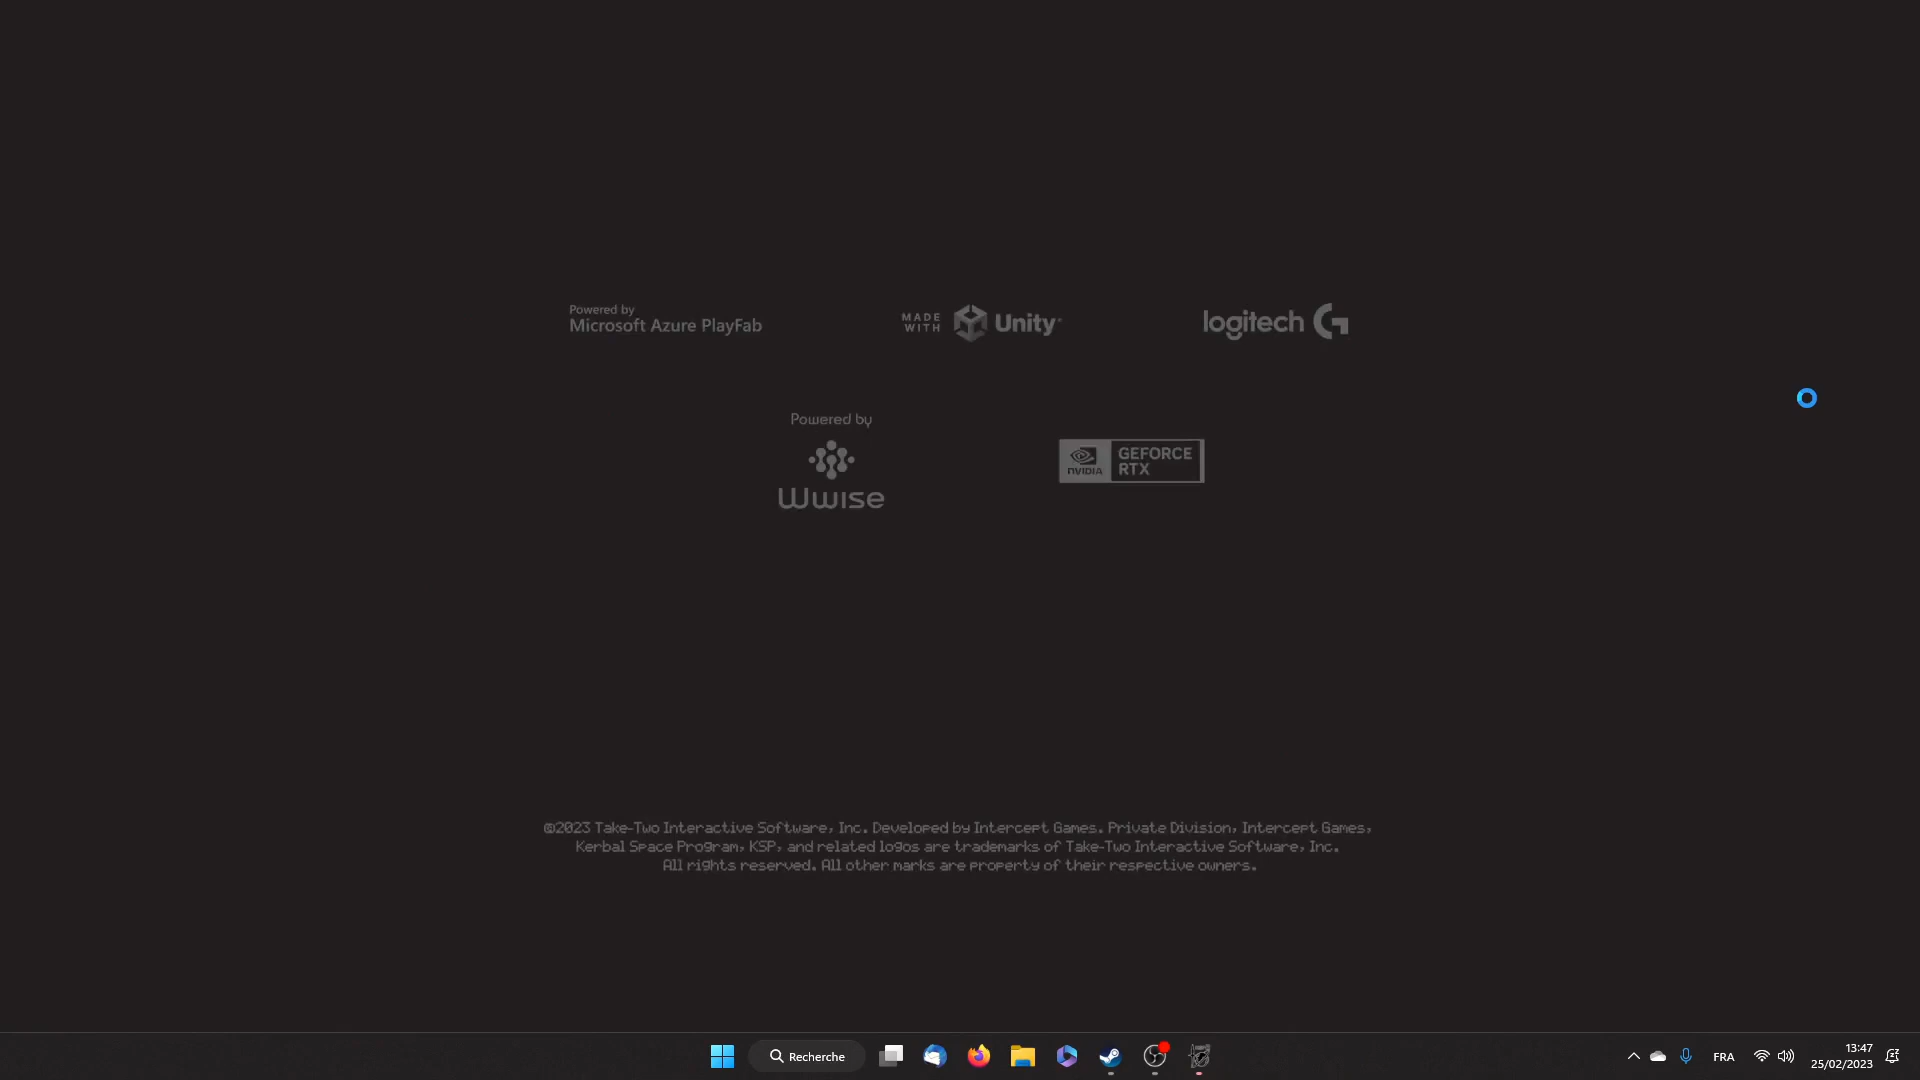 Powered by
Microsoft Azure PlayFab
MADE
WITH
Unity
logitech G
Powered by
Wwise
NVIDIA
GEFORCE
RTX
©2023 Take-Two Interactive Software, Inc. Developed by Intercept Games. Private Division, Intercept Games,
Kerbal Space Program, KSP, and related logos are trademarks of Take-Two Interactive Software, Inc.
All rights reserved. All other marks are property of their respective owners.
Recherche
FRA
13:47
25/02/2023